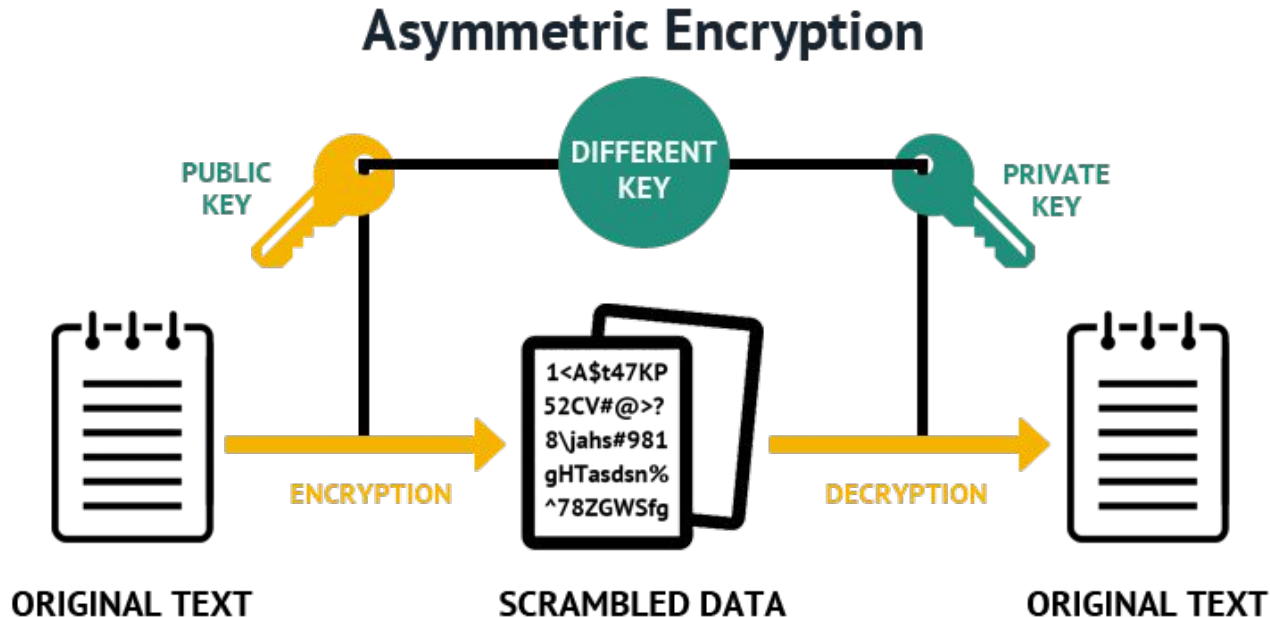 Asymmetric Encryption
PUBLIC
KEY
DIFFERENT
KEY
PRIVATE
KEY
1<A$t47KP
52CV#@>?
8\jahs#981
gHTasdsn%
^78ZGWSfg
ENCRYPTION
DECRYPTION
ORIGINAL TEXT
SCRAMBLED DATA
ORIGINAL TEXT